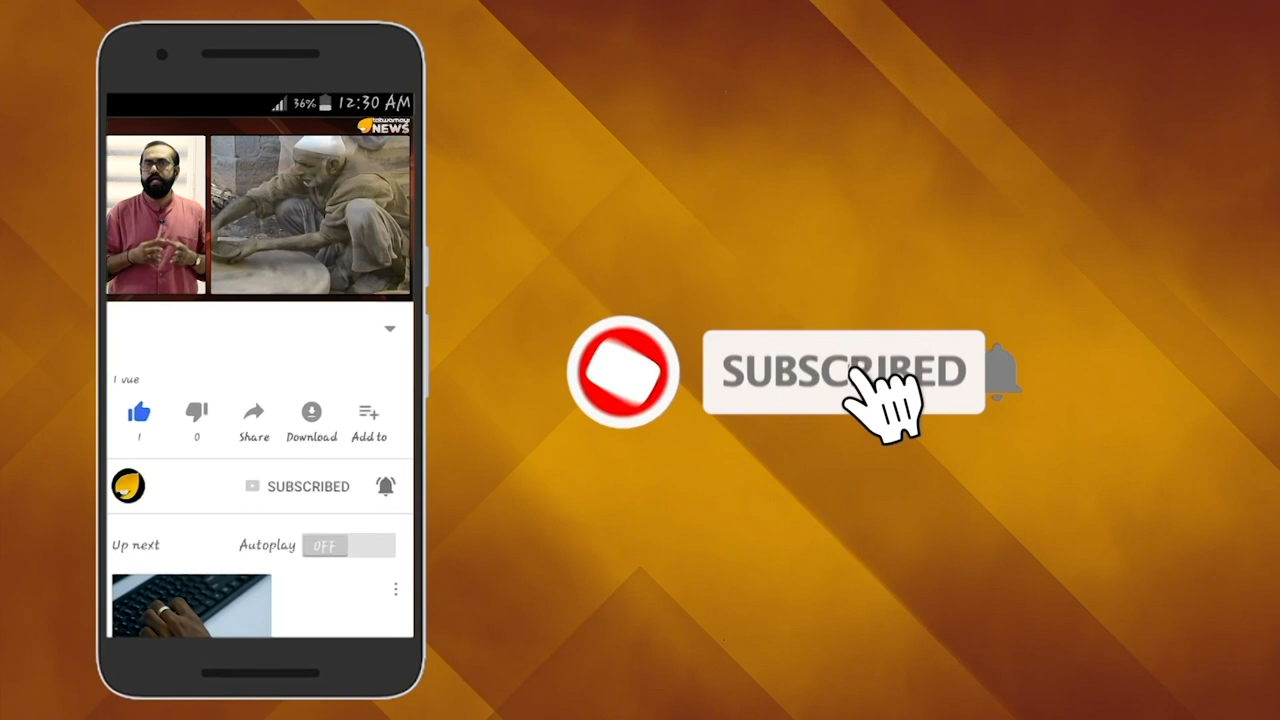 36% 12:30 AM
tatwamayi
NEWS
1 vue
1 0 Share Download Add to
SUBSCRIBED
Up next Autoplay OFF
SUBSCRIBED